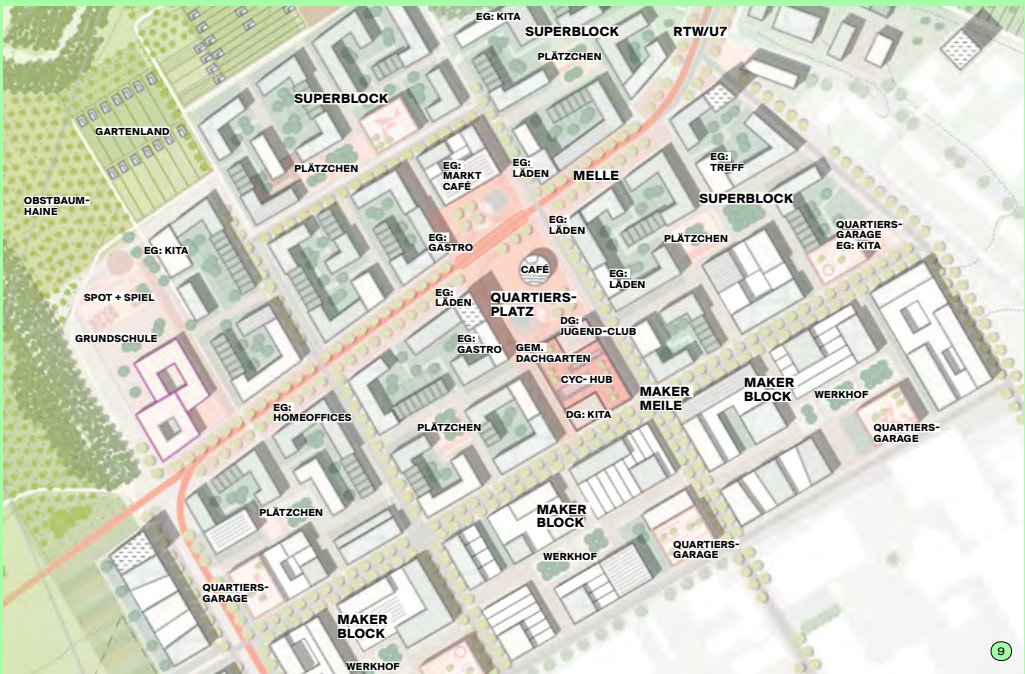 EG: KITA
SUPERBLOCK
RTW/U7
PLÄTZCHEN
SUPERBLOCK
GARTENLAND
PLÄTZCHEN
EG:
MARKT
CAFÉ
EG:
LÄDEN
MELLE
EG:
TREFF
SUPERBLOCK
OBSTBAUM-
HAINE
EG: KITA
EG:
GASTRO
EG:
LÄDEN
PLÄTZCHEN
QUARTIERS-
GARAGE
EG: KITA
CAFÉ
EG:
LÄDEN
SPOT + SPIEL
EG:
LÄDEN
QUARTIERS-
PLATZ
DG:
JUGEND-CLUB
GRUNDSCHULE
EG:
GASTRO
GEM.
DACHGARTEN
CYC-HUB
MAKER
MEILE
MAKER
BLOCK
WERKHOF
EG:
HOMEOFFICES
DG: KITA
PLÄTZCHEN
QUARTIERS-
GARAGE
PLÄTZCHEN
MAKER
BLOCK
WERKHOF
QUARTIERS-
GARAGE
QUARTIERS-
GARAGE
MAKER
BLOCK
WERKHOF
9